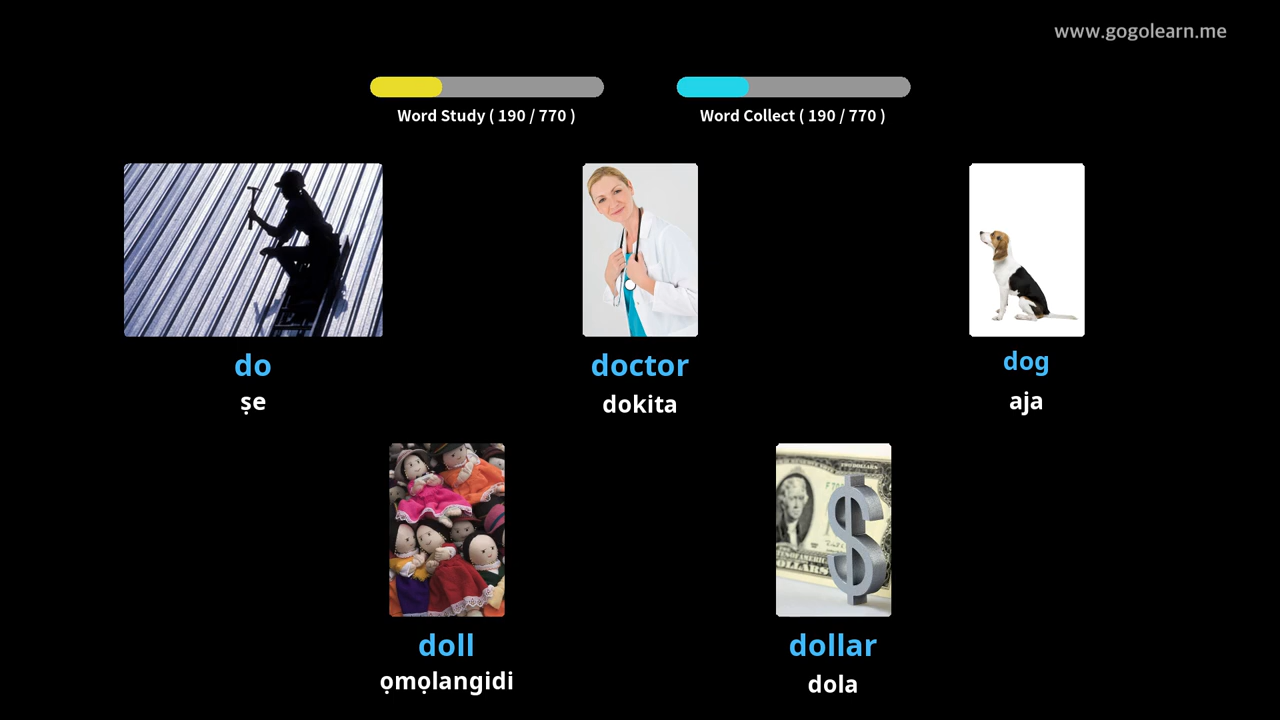 www.gogolearn.me
Word Study ( 190 / 770 )
Word Collect ( 190 / 770 )
do
ṣe
doctor
dokita
dog
aja
doll
ọmọlangidi
dollar
dola